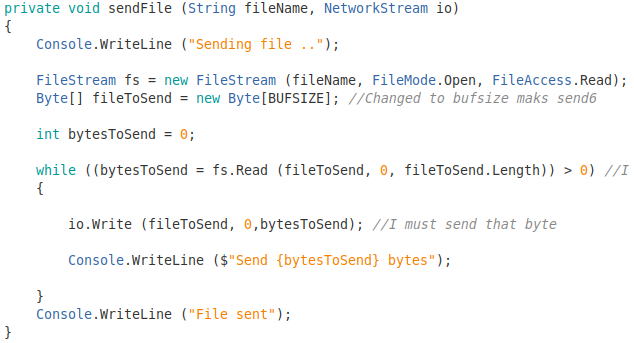 private void sendFile (String fileName, NetworkStream io)
{
    Console.WriteLine ("Sending file ..");
    FileStream fs = new FileStream (fileName, FileMode.Open, FileAccess.Read);
    Byte[] fileToSend = new Byte[BUFSIZE]; //Changed to bufsize maks send6
    int bytesToSend = 0;
    while ((bytesToSend = fs.Read (fileToSend, 0, fileToSend.Length)) > 0) //I
    {
        io.Write (fileToSend, 0,bytesToSend); //I must send that byte
        Console.WriteLine ($"Send {bytesToSend} bytes");
    }
    Console.WriteLine ("File sent");
}